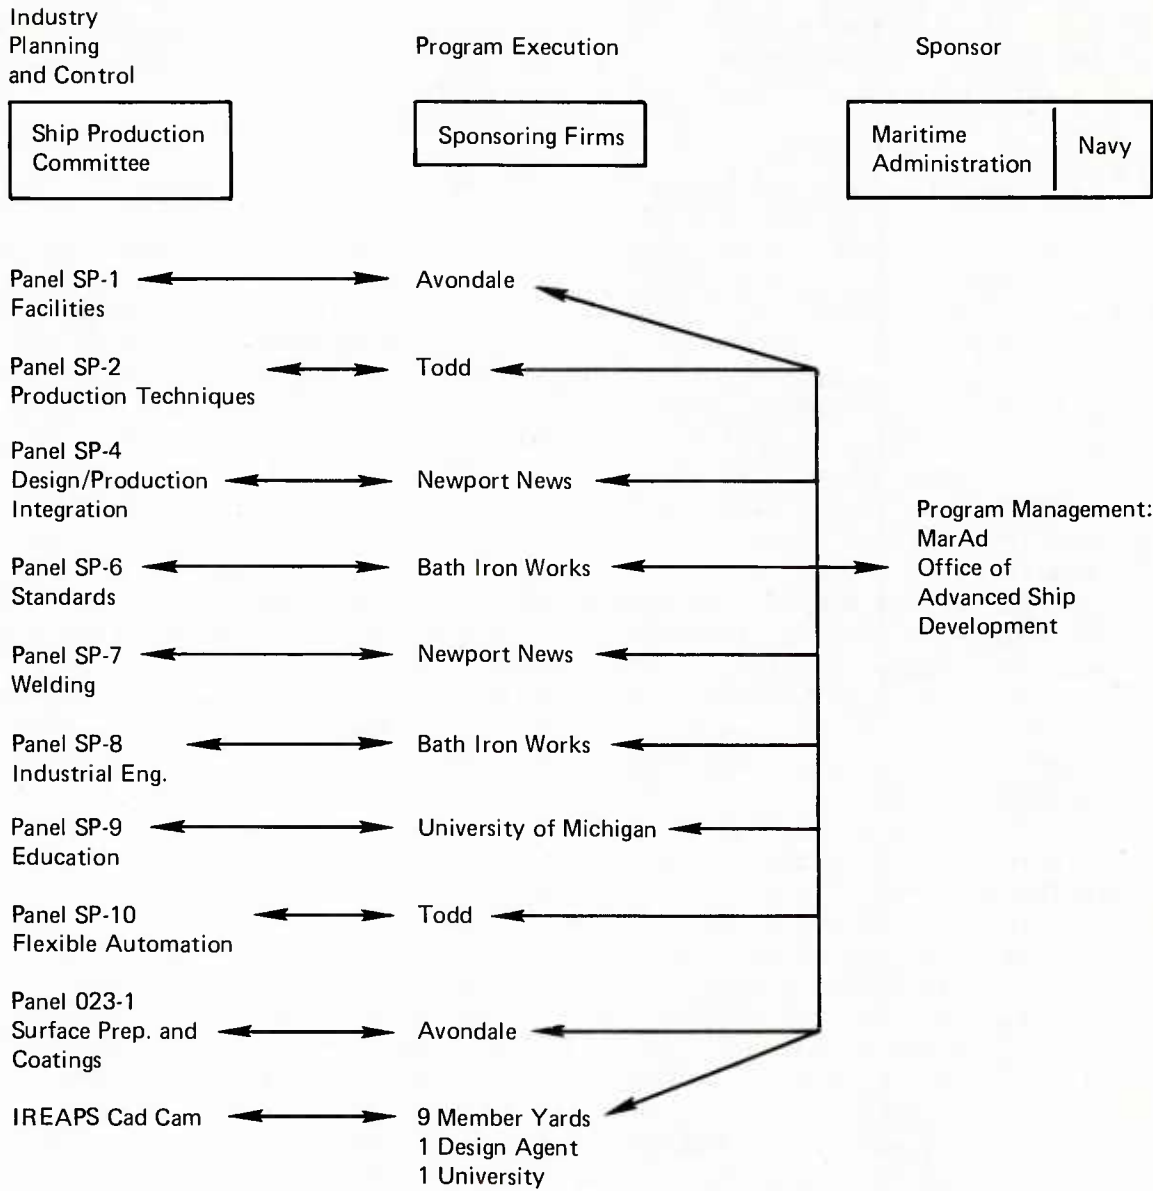 Industry
Planning
and Control
Program Execution
Sponsor
Ship Production
Committee
Sponsoring Firms
Maritime
Administration
Navy
Panel SP-1
Facilities
Avondale
Panel SP-2
Production Techniques
Todd
Panel SP-4
Design/Production
Integration
Newport News
Program Management:
MarAd
Office of
Advanced Ship
Development
Panel SP-6
Standards
Bath Iron Works
Panel SP-7
Welding
Newport News
Panel SP-8
Industrial Eng.
Bath Iron Works
Panel SP-9
Education
University of Michigan
Panel SP-10
Flexible Automation
Todd
Panel 023-1
Surface Prep. and
Coatings
Avondale
IREAPS Cad Cam
9 Member Yards
1 Design Agent
1 University